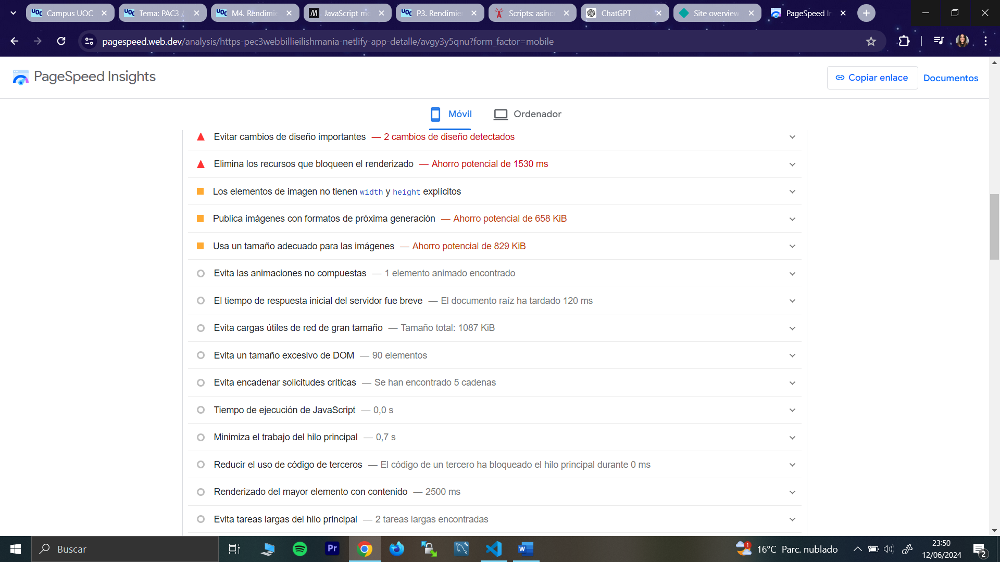 Campus UOC
Tema: PAC3 /
M4. Rendimie
JavaScript mo
P3. Rendimie
Scripts: asínc
ChatGPT
Site overview
PageSpeed In
pagespeed.web.dev/analysis/https-pec3webbillieilishmania-netlify-app-detalle/avgy3y5qnu?form_factor=mobile
PageSpeed Insights
Copiar enlace
Documentos
Móvil
Ordenador
Evitar cambios de diseño importantes — 2 cambios de diseño detectados
Elimina los recursos que bloqueen el renderizado — Ahorro potencial de 1530 ms
Los elementos de imagen no tienen width y height explícitos
Publica imágenes con formatos de próxima generación — Ahorro potencial de 658 KiB
Usa un tamaño adecuado para las imágenes — Ahorro potencial de 829 KiB
Evita las animaciones no compuestas — 1 elemento animado encontrado
El tiempo de respuesta inicial del servidor fue breve — El documento raíz ha tardado 120 ms
Evita cargas útiles de red de gran tamaño — Tamaño total: 1087 KiB
Evita un tamaño excesivo de DOM — 90 elementos
Evita encadenar solicitudes críticas — Se han encontrado 5 cadenas
Tiempo de ejecución de JavaScript — 0,0 s
Minimiza el trabajo del hilo principal — 0,7 s
Reducir el uso de código de terceros — El código de un tercero ha bloqueado el hilo principal durante 0 ms
Renderizado del mayor elemento con contenido — 2500 ms
Evita tareas largas del hilo principal — 2 tareas largas encontradas
Buscar
Pr
1
16°C Parc. nublado
23:50
12/06/2024
2